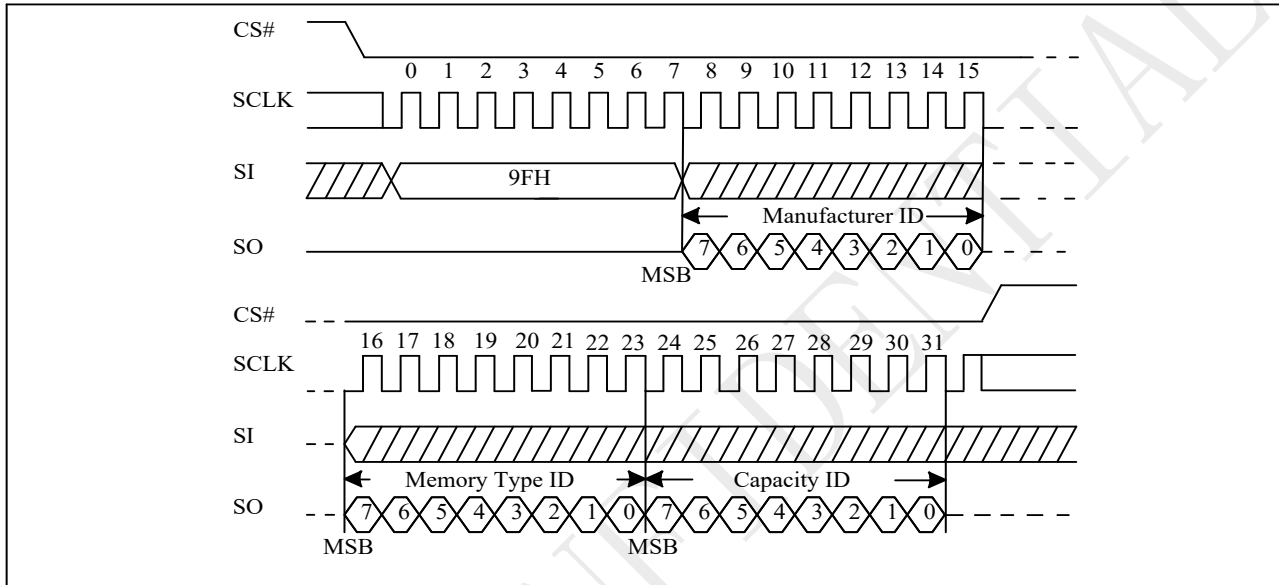 CS#
0 1 2 3 4 5 6 7 8 9 10 11 12 13 14 15
SCLK
SI
9FH
Manufacturer ID
SO
7 6 5 4 3 2 1 0
MSB
CS#
16 17 18 19 20 21 22 23 24 25 26 27 28 29 30 31
SCLK
SI
Memory Type ID Capacity ID
SO
7 6 5 4 3 2 1 0 7 6 5 4 3 2 1 0
MSB MSB